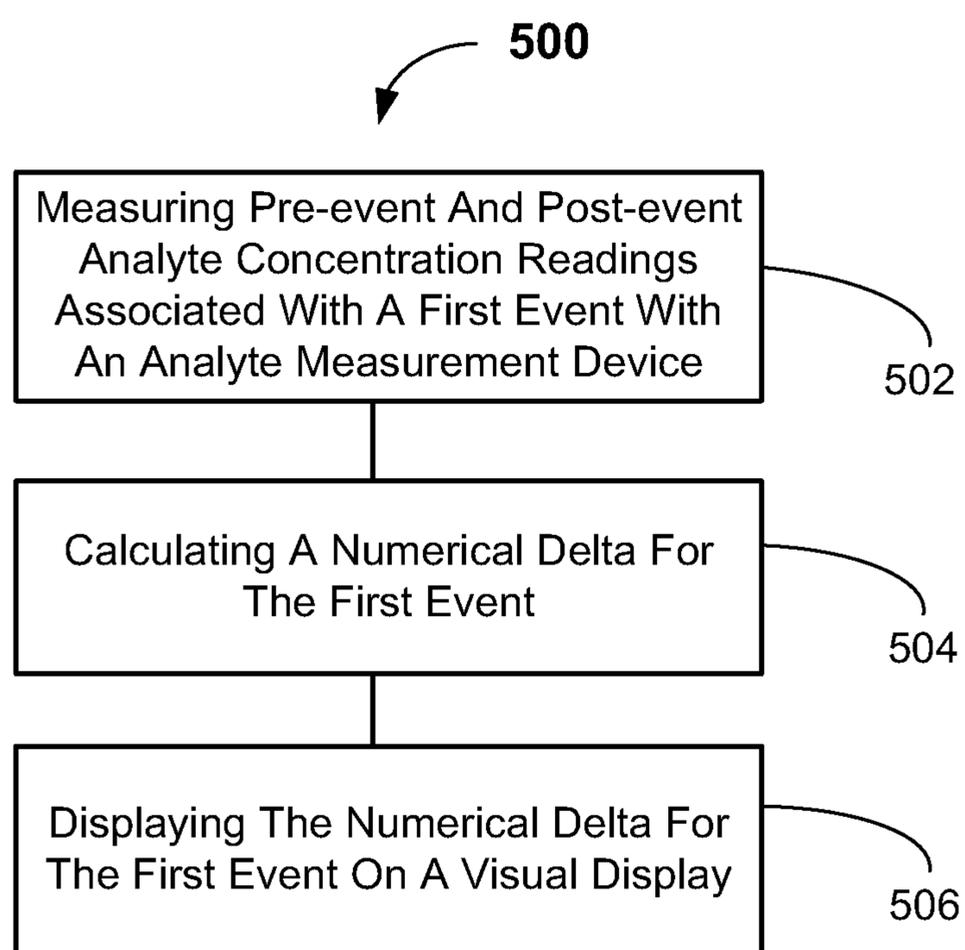 500
Measuring Pre-event And Post-event
Analyte Concentration Readings
Associated With A First Event With
An Analyte Measurement Device
502
Calculating A Numerical Delta For
The First Event
504
Displaying The Numerical Delta For
The First Event On A Visual Display
506